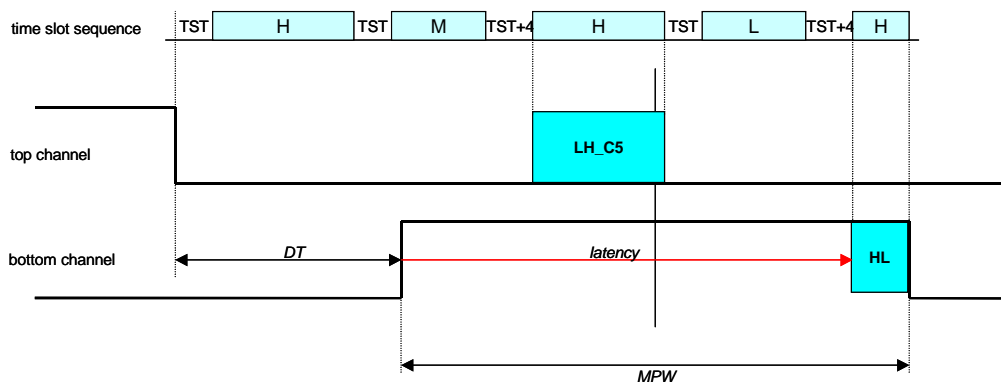 time slot sequence TST H TST M TST+4 H TST L TST+4 H
top channel LH_C5
bottom channel DT latency HL
MPW